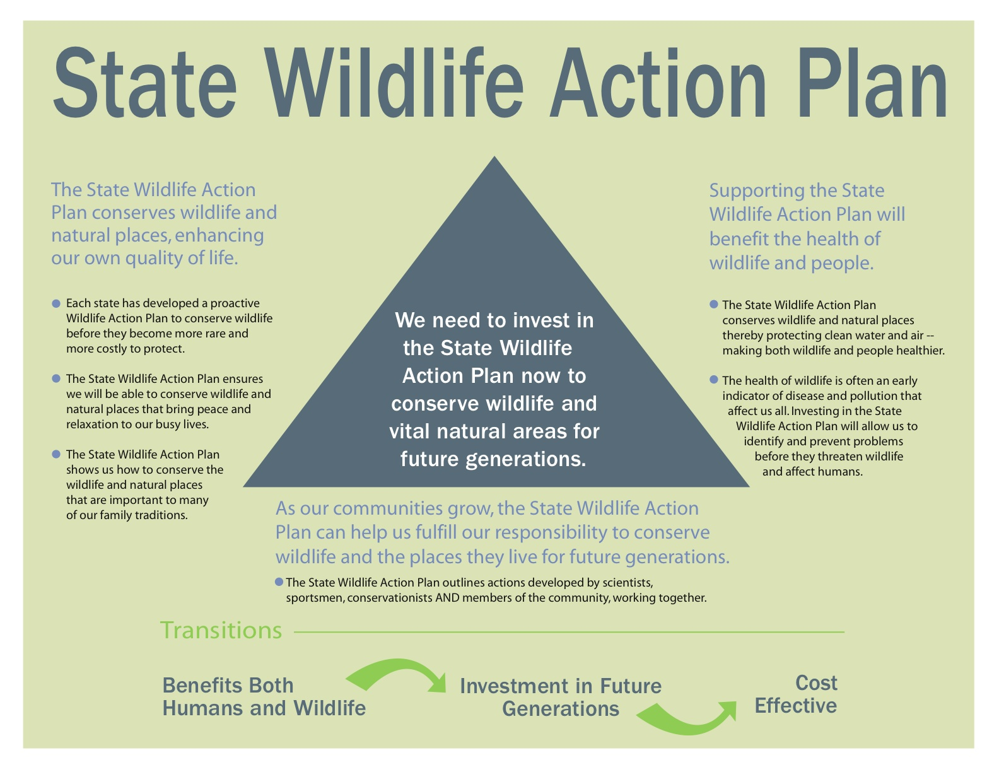 State Wildlife Action Plan
The State Wildlife Action
Plan conserves wildlife and
natural places, enhancing
our own quality of life.
Each state has developed a proactive
Wildlife Action Plan to conserve wildlife
before they become more rare and
more costly to protect.
The State Wildlife Action Plan ensures
we will be able to conserve wildlife and
natural places that bring peace and
relaxation to our busy lives.
The State Wildlife Action Plan
shows us how to conserve the
wildlife and natural places
that are important to many
of our family traditions.
We need to invest in
the State Wildlife
Action Plan now to
conserve wildlife and
vital natural areas for
future generations.
Supporting the State
Wildlife Action Plan will
benefit the health of
wildlife and people.
The State Wildlife Action Plan
conserves wildlife and natural places
thereby protecting clean water and air --
making both wildlife and people healthier.
The health of wildlife is often an early
indicator of disease and pollution that
affect us all. Investing in the State
Wildlife Action Plan will allow us to
identify and prevent problems
before they threaten wildlife
and affect humans.
As our communities grow, the State Wildlife Action
Plan can help us fulfill our responsibility to conserve
wildlife and the places they live for future generations.
The State Wildlife Action Plan outlines actions developed by scientists,
sportsmen, conservationists AND members of the community, working together.
Transitions
Benefits Both
Humans and Wildlife
Investment in Future
Generations
Cost
Effective